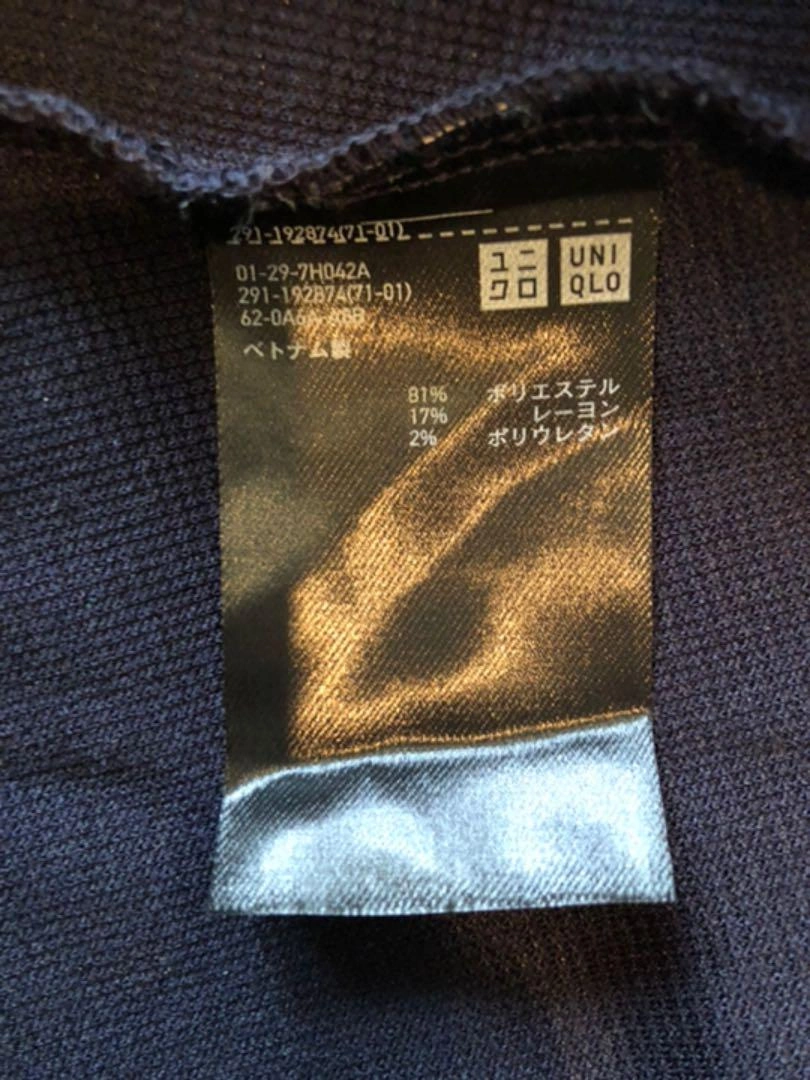 291-192874(71-01)
ユニ
クロ
UNI
QLO
01-29-7H042A
291-192874(71-01)
ベトナム製
81% ポリエステル
17% レーヨン
2% ポリウレタン